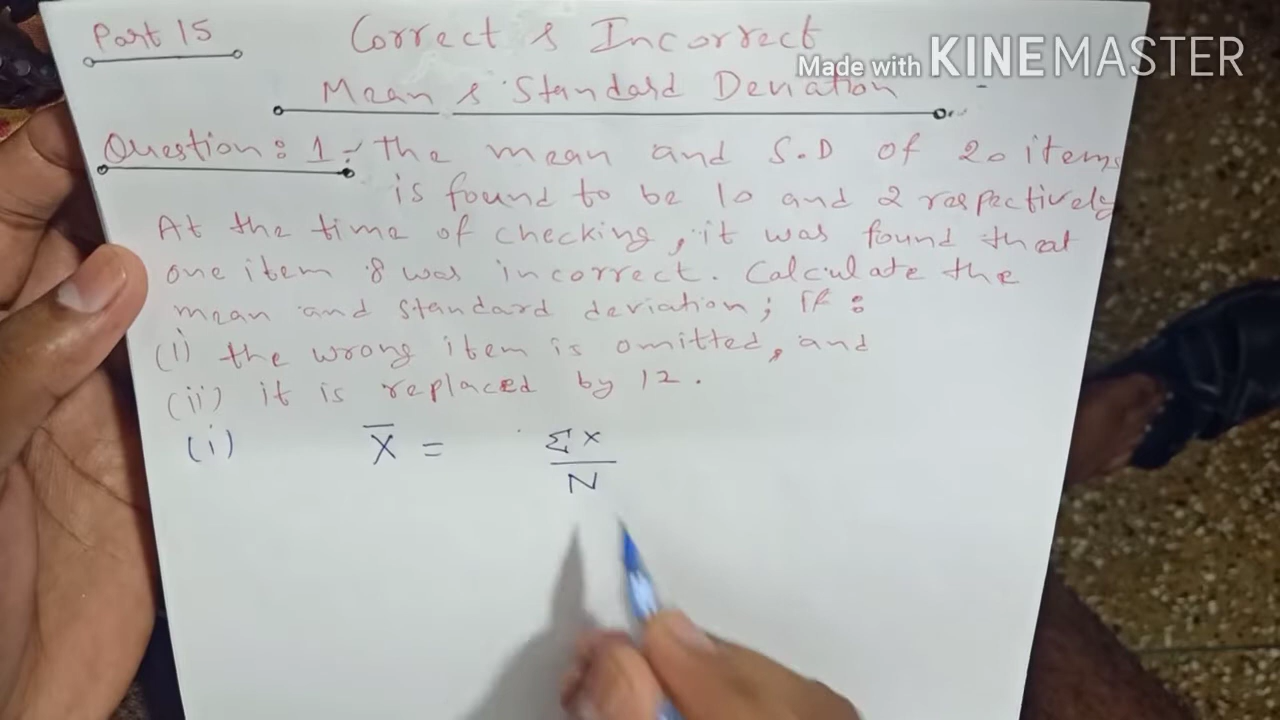 Part 15
Correct & Incorrect
Made with KINEMASTER
Mean & Standard Deviation
Question: 1:- The mean and S.D of 20 items
is found to be 10 and 2 respectively
At the time of checking, it was found that
one item 8 was incorrect. Calculate the
mean and standard deviation; If :
(i) the wrong item is omitted, and
(ii) it is replaced by 12.
(i) X̅ = Σx
N